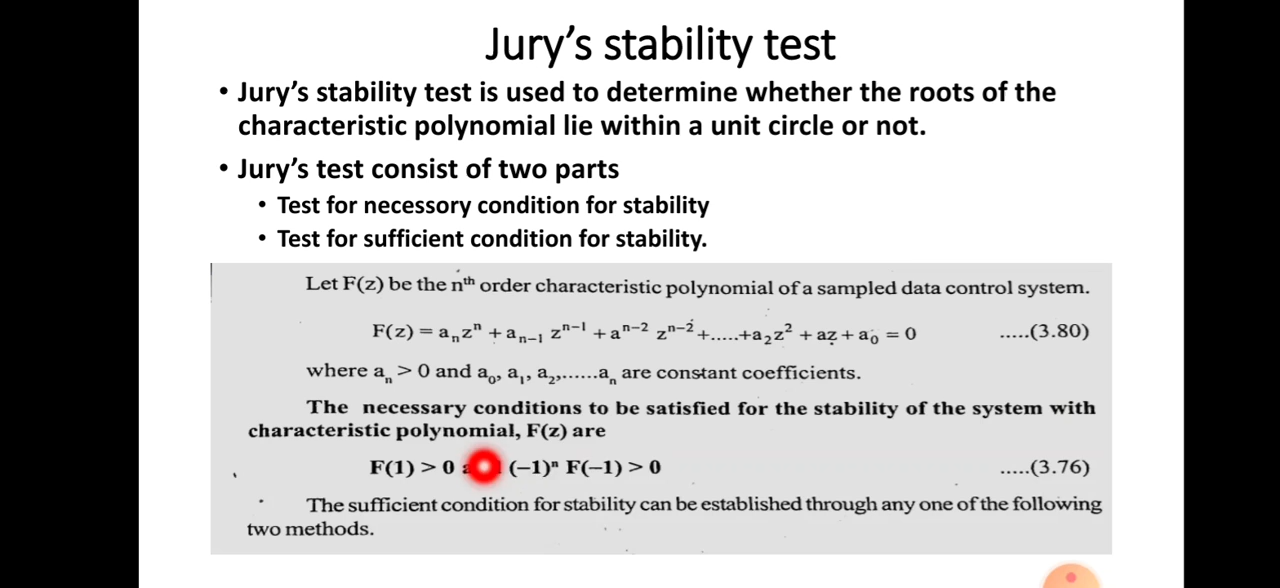 Jury’s stability test
• Jury’s stability test is used to determine whether the roots of the
characteristic polynomial lie within a unit circle or not.
• Jury’s test consist of two parts
• Test for necessory condition for stability
• Test for sufficient condition for stability.
Let F(z) be the nᵗʰ order characteristic polynomial of a sampled data control system.
F(z) = aₙzⁿ + aₙ₋₁ zⁿ⁻¹ + aⁿ⁻² zⁿ⁻² +.....+a₂z² + az + a₀ = 0 .....(3.80)
where aₙ > 0 and a₀, a₁, a₂,......aₙ are constant coefficients.
The necessary conditions to be satisfied for the stability of the system with
characteristic polynomial, F(z) are
F(1) > 0 (−1)ⁿ F(−1) > 0 .....(3.76)
The sufficient condition for stability can be established through any one of the following
two methods.